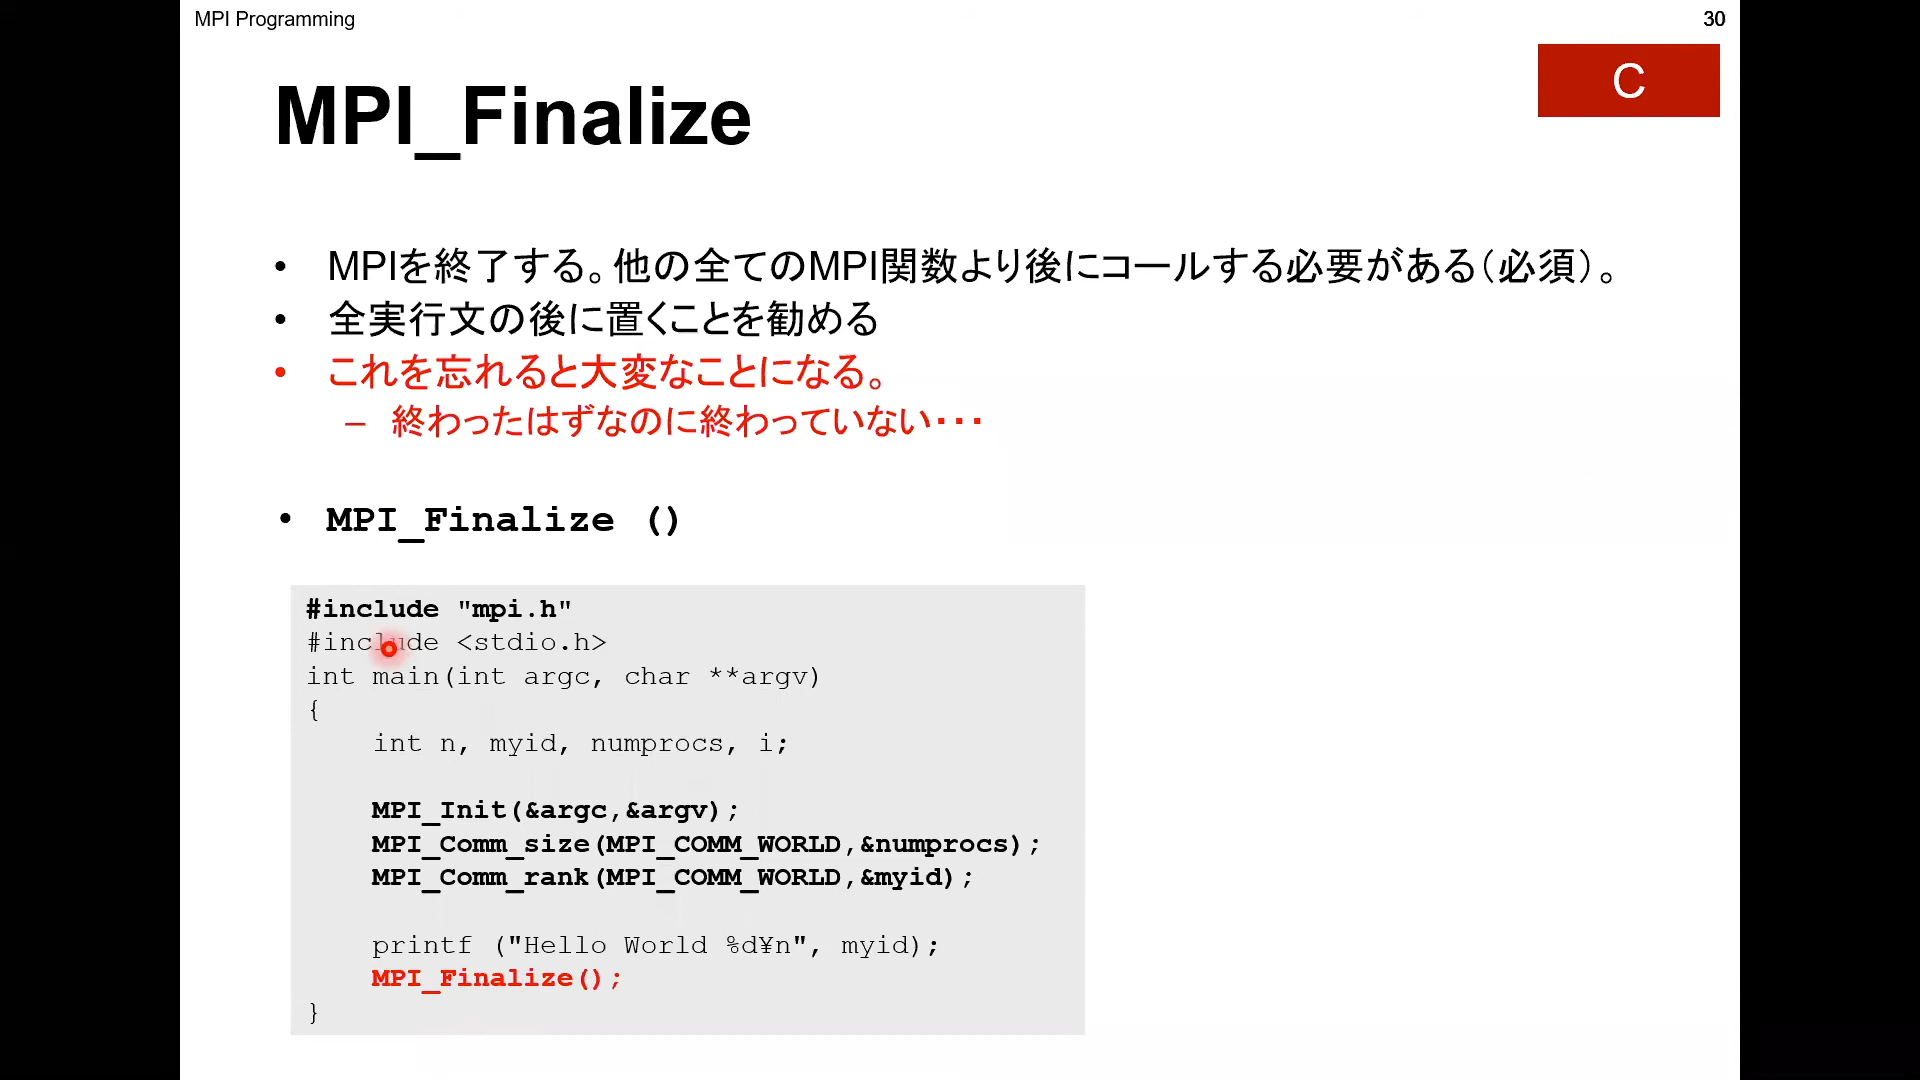 MPI Programming
30
C
MPI_Finalize
• MPIを終了する。他の全てのMPI関数より後にコールする必要がある(必須)。
• 全実行文の後に置くことを勧める
• これを忘れると大変なことになる。
– 終わったはずなのに終わっていない・・・
• MPI_Finalize ()
#include "mpi.h"
#include <stdio.h>
int main(int argc, char **argv)
{
    int n, myid, numprocs, i;
    MPI_Init(&argc,&argv);
    MPI_Comm_size(MPI_COMM_WORLD,&numprocs);
    MPI_Comm_rank(MPI_COMM_WORLD,&myid);
    printf ("Hello World %d¥n", myid);
    MPI_Finalize();
}